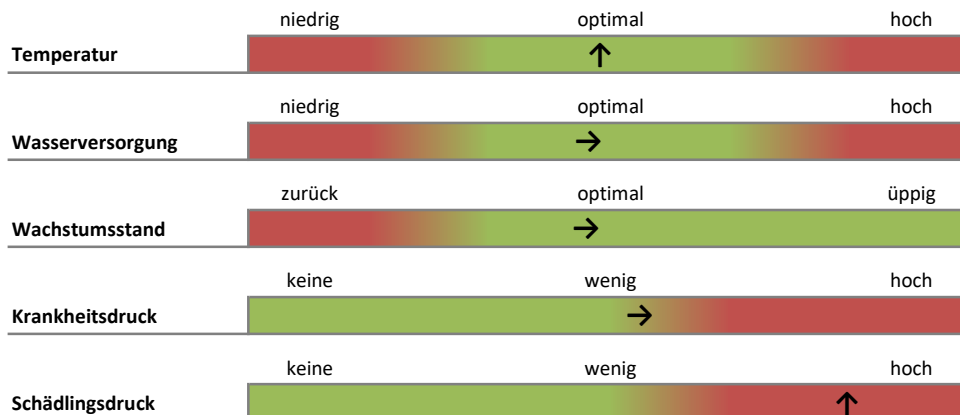 niedrig optimal hoch
Temperatur
niedrig optimal hoch
Wasserversorgung
zurück optimal üppig
Wachstumsstand
keine wenig hoch
Krankheitsdruck
keine wenig hoch
Schädlingsdruck